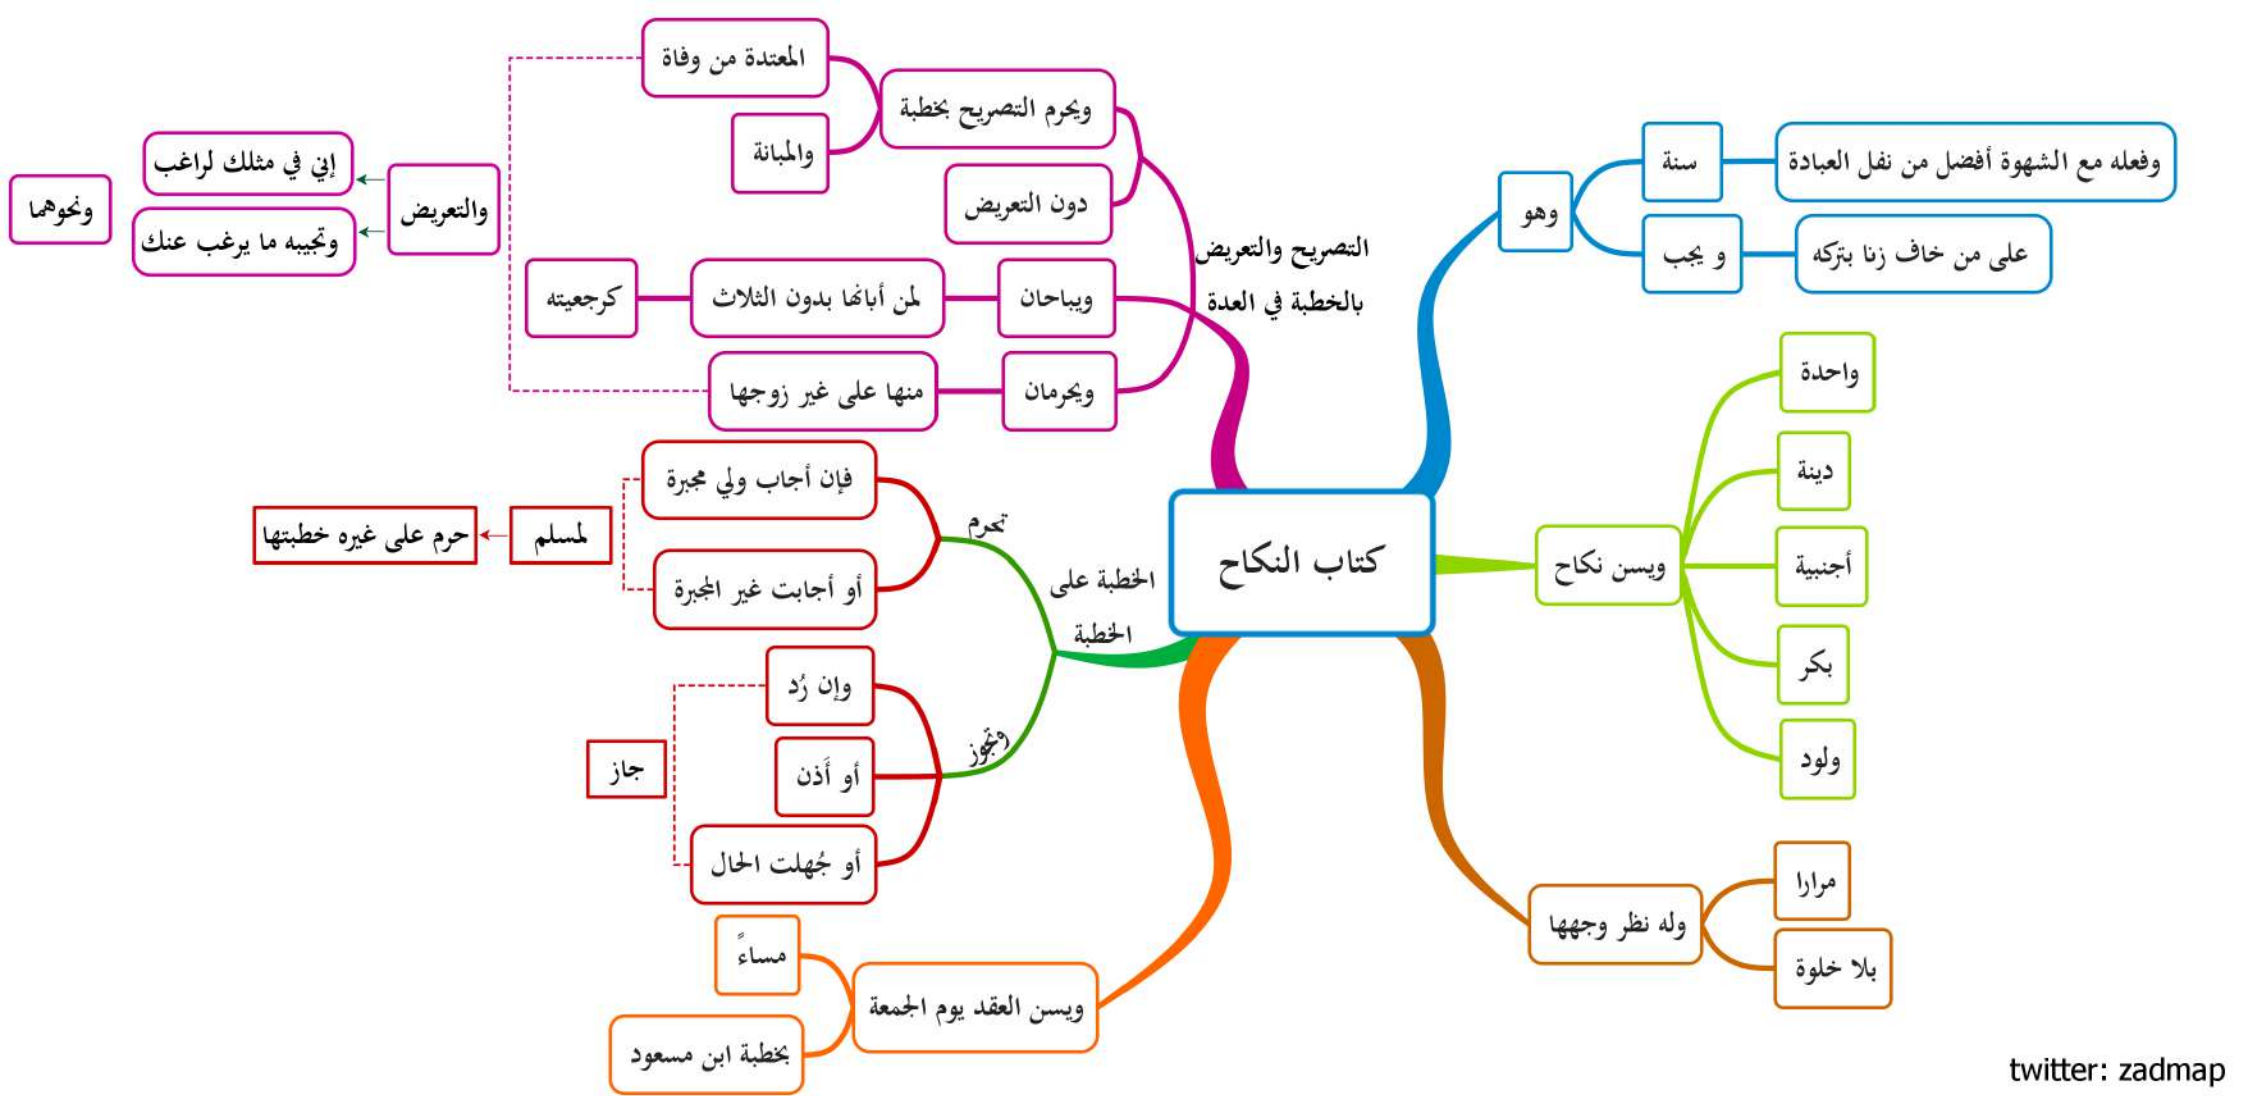 كتاب النكاح
وهو
سنة
وفعله مع الشهوة أفضل من نفل العبادة
و يجب
على من خاف زنا بتركه
ويسن نكاح
واحدة
دينة
أجنبية
بكر
ولود
وله نظر وجهها
مرارا
بلا خلوة
التصريح والتعريض
بالخطبة في العدة
ويحرم التصريح بخطبة
المعتدة من وفاة
والمبانة
دون التعريض
ويباحان
لمن أبانها بدون الثلاث
كرجعيته
ويحرمان
منها على غير زوجها
والتعريض
إني في مثلك لراغب
وتجيبه ما يرغب عنك
ونحوهما
الخطبة على
الخطبة
تحرم
فإن أجاب ولي مجبرة
أو أجابت غير المجبرة
لمسلم
حرم على غيره خطبتها
وتجوز
وإن رُد
أو أَذن
أو جُهلت الحال
جاز
ويسن العقد يوم الجمعة
مساءً
بخطبة ابن مسعود
twitter: zadmap